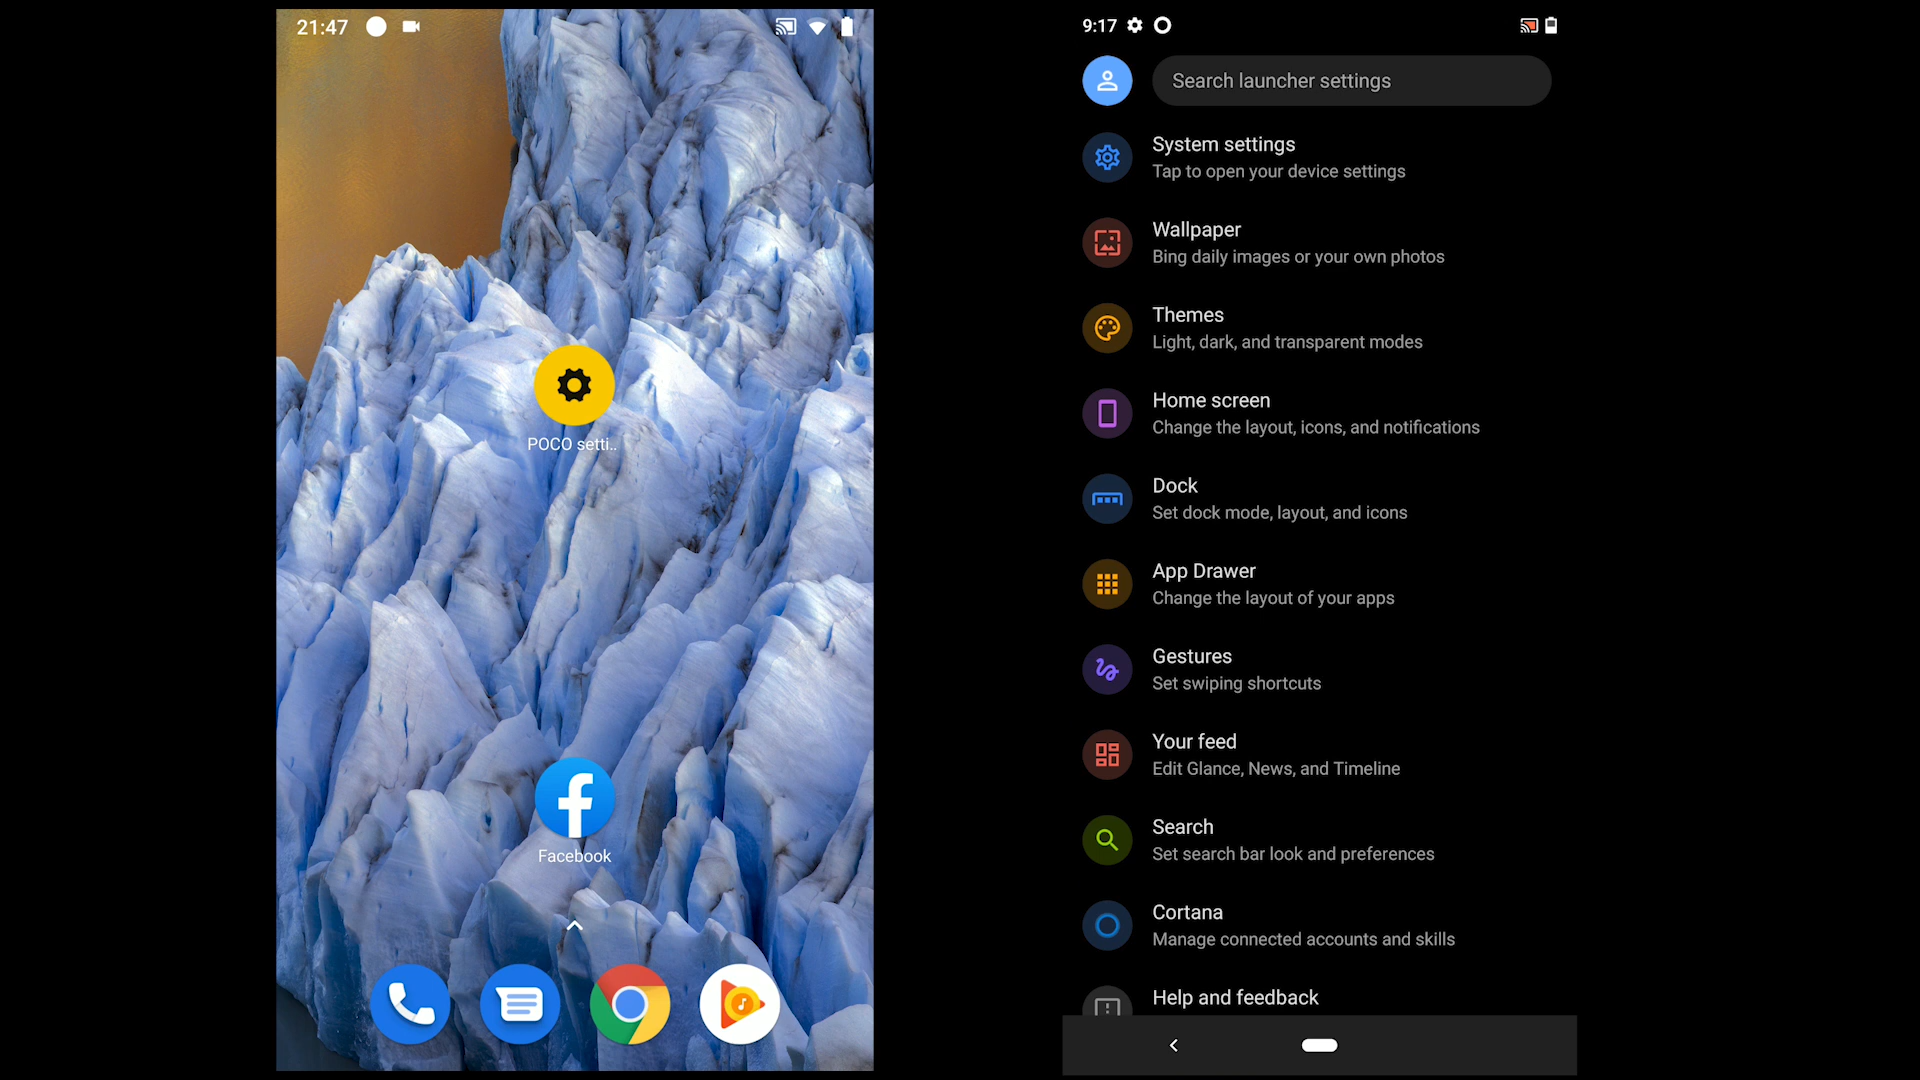 21:47
POCO setti..
Facebook
9:17
Search launcher settings
System settings
Tap to open your device settings
Wallpaper
Bing daily images or your own photos
Themes
Light, dark, and transparent modes
Home screen
Change the layout, icons, and notifications
Dock
Set dock mode, layout, and icons
App Drawer
Change the layout of your apps
Gestures
Set swiping shortcuts
Your feed
Edit Glance, News, and Timeline
Search
Set search bar look and preferences
Cortana
Manage connected accounts and skills
Help and feedback